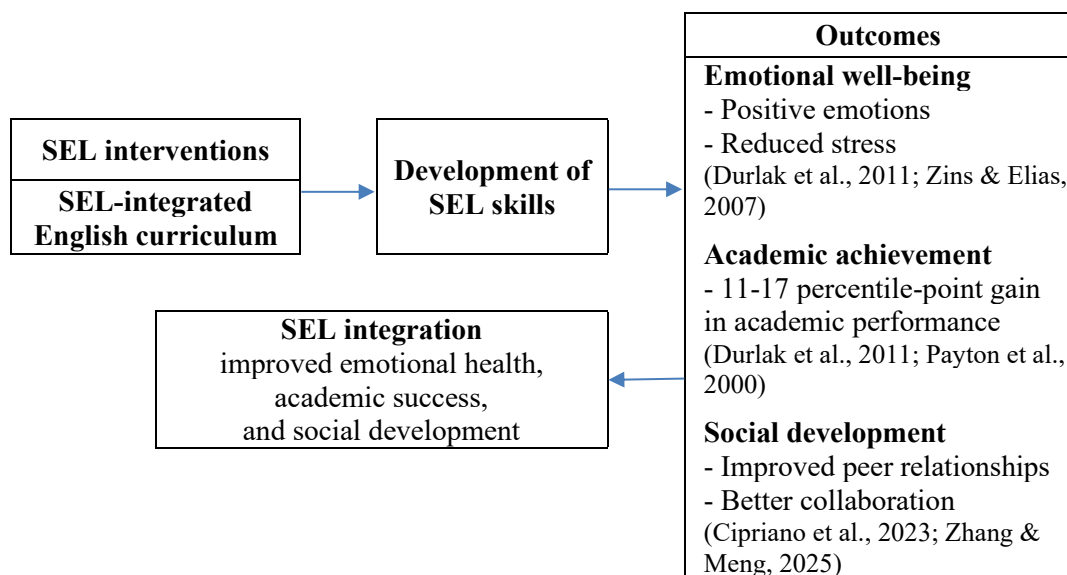 SEL interventions
SEL-integrated
English curriculum
Development of
SEL skills
Outcomes
Emotional well-being
- Positive emotions
- Reduced stress
(Durlak et al., 2011; Zins & Elias,
2007)
Academic achievement
- 11-17 percentile-point gain
in academic performance
(Durlak et al., 2011; Payton et al.,
2000)
Social development
- Improved peer relationships
- Better collaboration
(Cipriano et al., 2023; Zhang &
Meng, 2025)
SEL integration
improved emotional health,
academic success,
and social development